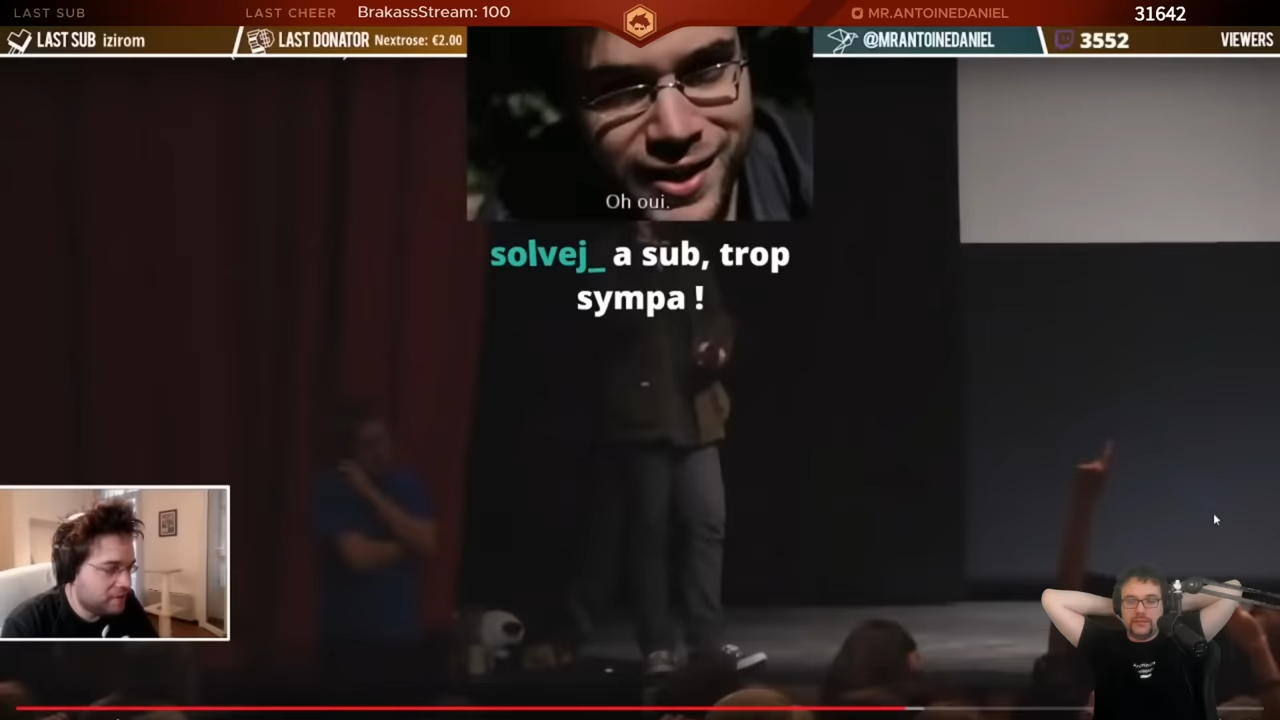 LAST SUB
LAST CHEER
BrakassStream: 100
MR.ANTOINEDANIEL
31642
LAST SUB izirom
LAST DONATOR Nextrose: €2.00
@MRANTOINEDANIEL
3552
VIEWERS
Oh oui.
solvej_ a sub, trop
sympa !